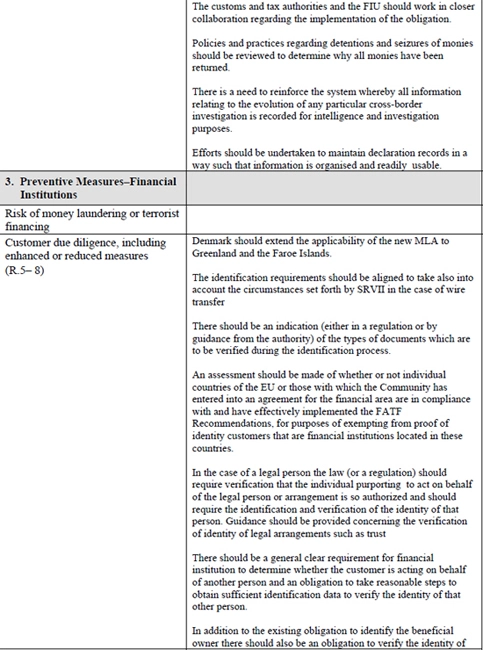 The customs and tax authorities and the FIU should work in closer
collaboration regarding the implementation of the obligation.
Policies and practices regarding detentions and seizures of monies
should be reviewed to determine why all monies have been
returned.
There is a need to reinforce the system whereby all information
relating to the evolution of any particular cross-border
investigation is recorded for intelligence and investigation
purposes.
Efforts should be undertaken to maintain declaration records in a
way such that information is organised and readily usable.
3. Preventive Measures–Financial
Institutions
Risk of money laundering or terrorist
financing
Customer due diligence, including
enhanced or reduced measures
(R.5– 8)
Denmark should extend the applicability of the new MLA to
Greenland and the Faroe Islands.
The identification requirements should be aligned to take also into
account the circumstances set forth by SRVII in the case of wire
transfer
There should be an indication (either in a regulation or by
guidance from the authority) of the types of documents which are
to be verified during the identification process.
An assessment should be made of whether or not individual
countries of the EU or those with which the Community has
entered into an agreement for the financial area are in compliance
with and have effectively implemented the FATF
Recommendations, for purposes of exempting from proof of
identity customers that are financial institutions located in these
countries.
In the case of a legal person the law (or a regulation) should
require verification that the individual purporting to act on behalf
of the legal person or arrangement is so authorized and should
require the identification and verification of the identity of that
person. Guidance should be provided concerning the verification
of identity of legal arrangements such as trust
There should be a general clear requirement for financial
institution to determine whether the customer is acting on behalf
of another person and an obligation to take reasonable steps to
obtain sufficient identification data to verify the identity of that
other person.
In addition to the existing obligation to identify the beneficial
owner there should also be an obligation to verify the identity of